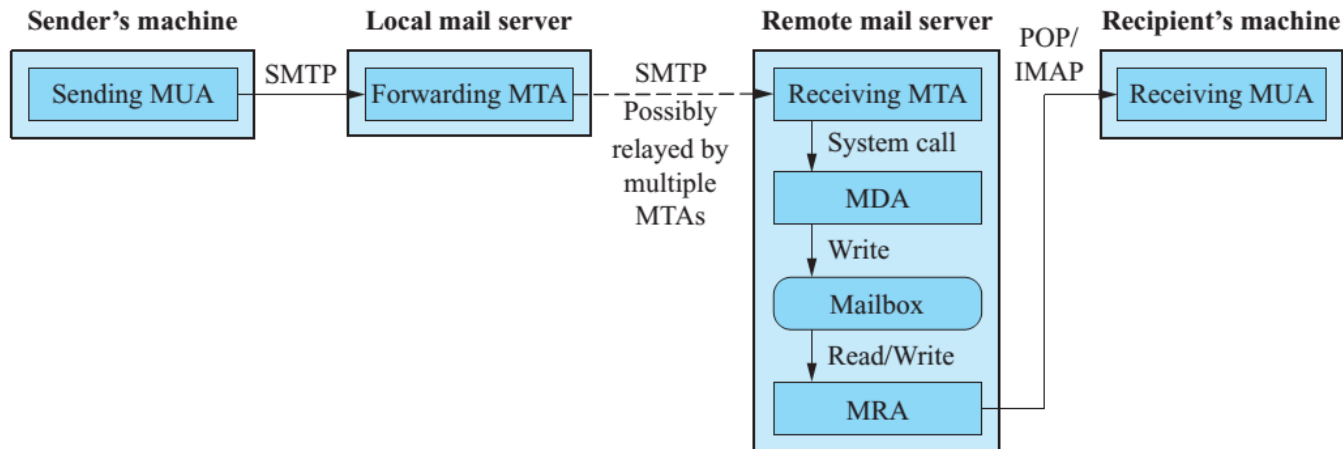 Sender's machine
Local mail server
Remote mail server
Recipient's machine
Sending MUA
SMTP
Forwarding MTA
SMTP
Possibly
relayed by
multiple
MTAs
Receiving MTA
System call
MDA
Write
Mailbox
Read/Write
MRA
POP/
IMAP
Receiving MUA